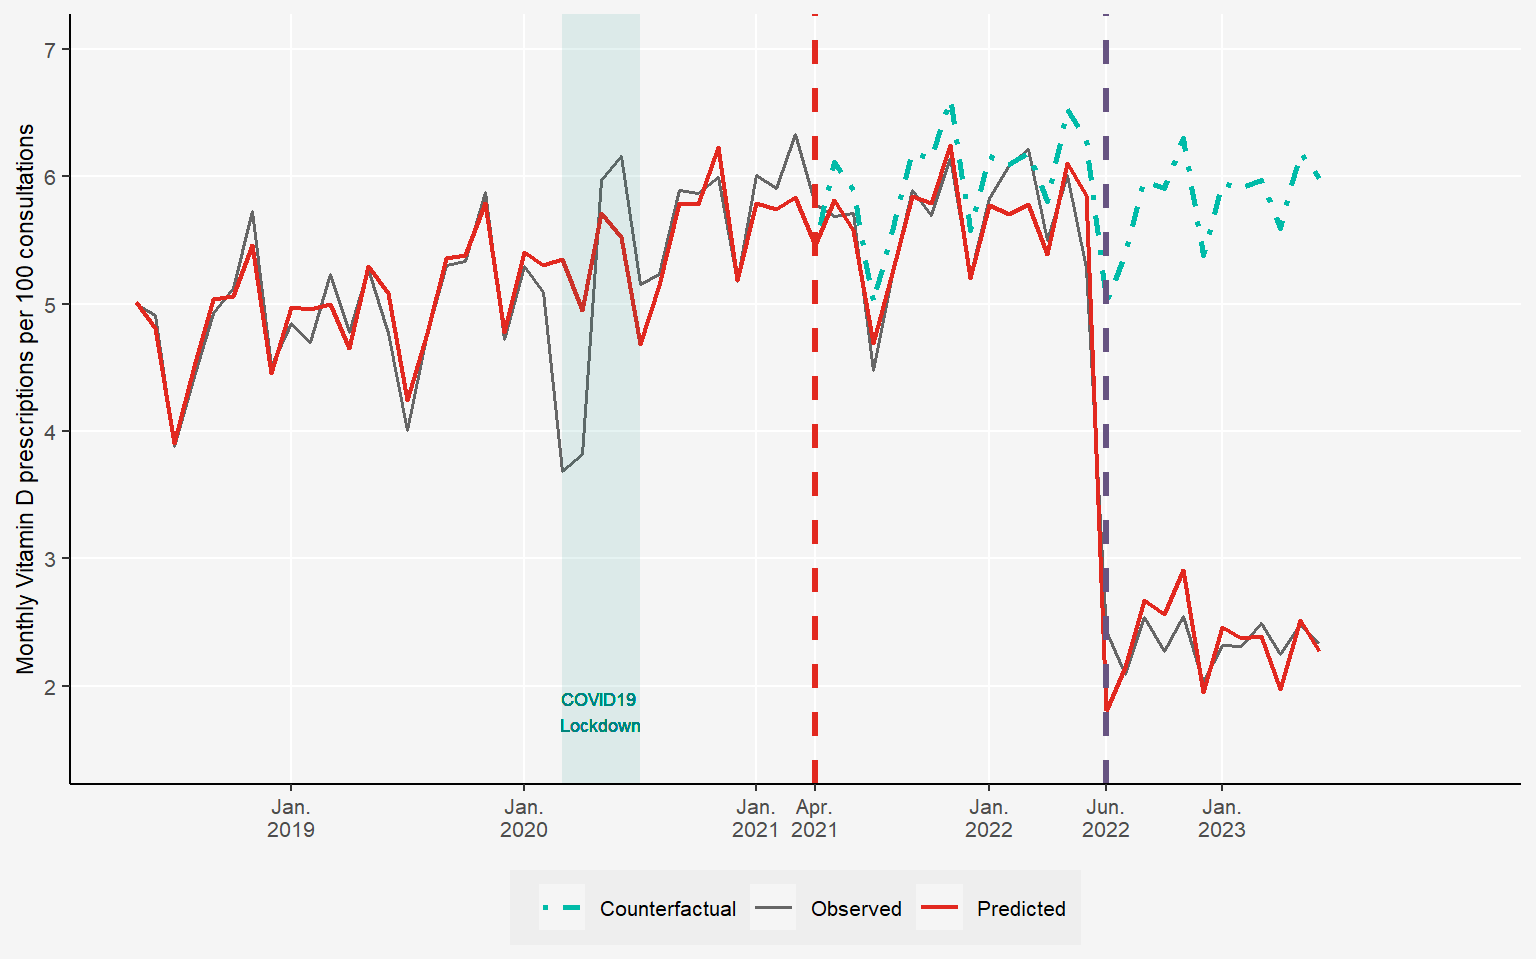 Monthly Vitamin D prescriptions per 100 consultations
7
6
5
4
3
2
COVID19
Lockdown
Jan.
2019
Jan.
2020
Jan.
2021
Apr.
2021
Jan.
2022
Jun.
2022
Jan.
2023
Counterfactual
Observed
Predicted